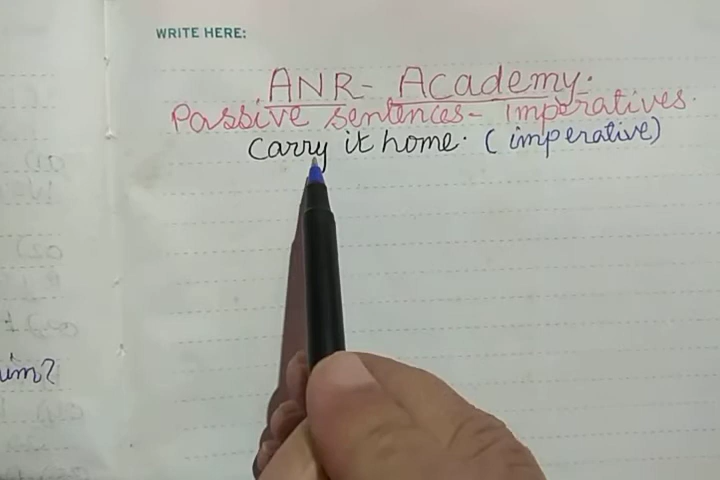 WRITE HERE:
ANR- Academy.
Passive sentences- imperatives.
Carry it home. (imperative)